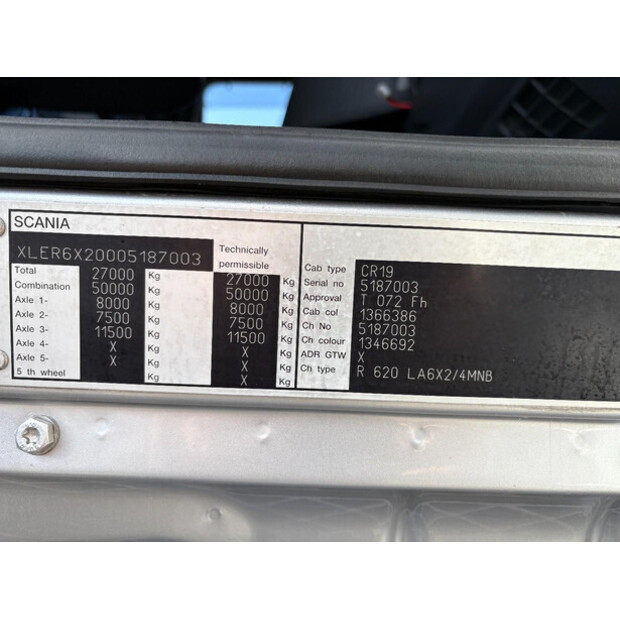 SCANIA
XLER6X20005187003
Technically permissible
Total 27000 Kg 27000 Kg
Combination 50000 Kg 50000 Kg
Axle 1- 8000 Kg 8000 Kg
Axle 2- 7500 Kg 7500 Kg
Axle 3- 11500 Kg 11500 Kg
Axle 4- X Kg X Kg
Axle 5- X Kg X Kg
5 th wheel Kg X Kg
Cab type CR19
Serial no 5187003
Approval T 072 Fh
Cab col 1366386
Ch No 5187003
Ch colour 1346692
ADR GTW X
Ch type R 620 LA6X2/4MNB